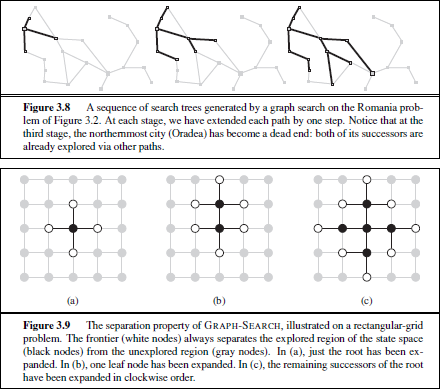 Figure 3.8 A sequence of search trees generated by a graph search on the Romania prob-
lem of Figure 3.2. At each stage, we have extended each path by one step. Notice that at the
third stage, the northernmost city (Oradea) has become a dead end: both of its successors are
already explored via other paths.
(a) (b) (c)
Figure 3.9 The separation property of GRAPH-SEARCH, illustrated on a rectangular-grid
problem. The frontier (white nodes) always separates the explored region of the state space
(black nodes) from the unexplored region (gray nodes). In (a), just the root has been ex-
panded. In (b), one leaf node has been expanded. In (c), the remaining successors of the root
have been expanded in clockwise order.